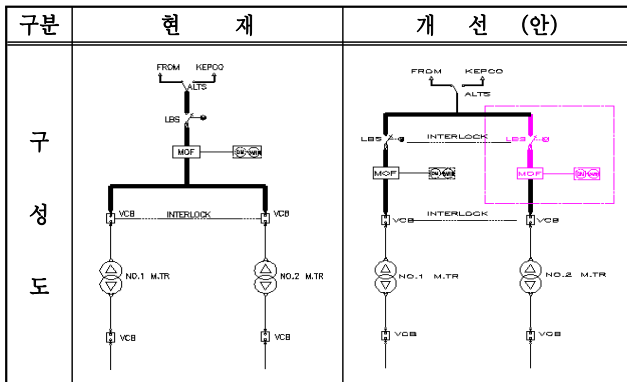 구분
현 재
개 선 (안)
구
성
도
FROM KEPCO
ALTS
LBS
MOF
VCB INTERLOCK VCB
NO.1 M.TR NO.2 M.TR
VCB VCB
FROM KEPCO
ALTS
LBS INTERLOCK LBS
MOF MOF
VCB INTERLOCK VCB
NO.1 M.TR NO.2 M.TR
VCB VCB